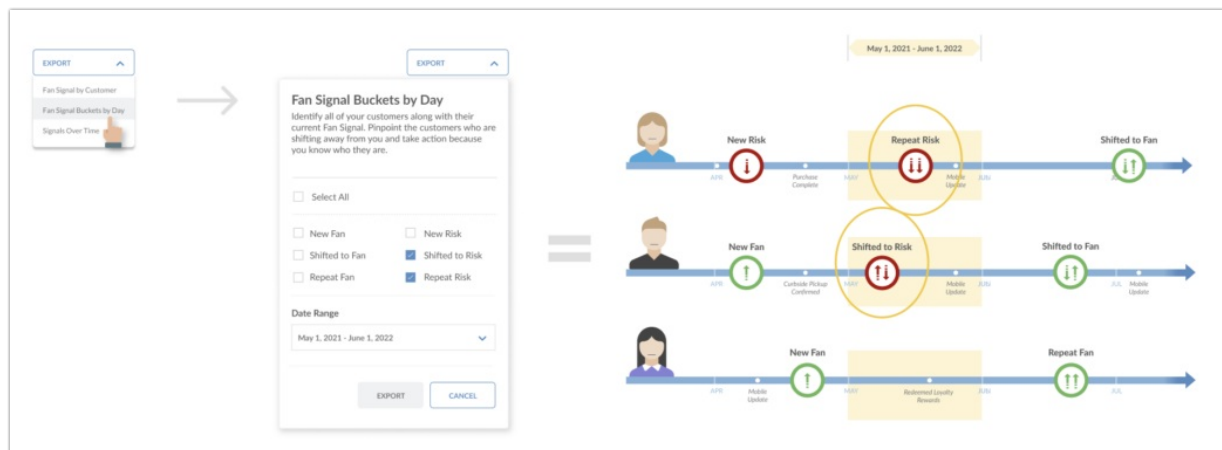 EXPORT
Fan Signal by Customer
Fan Signal Buckets by Day
Signals Over Time
EXPORT
Fan Signal Buckets by Day
Identify all of your customers along with their
current Fan Signal. Pinpoint the customers who are
shifting away from you and take action because
you know who they are.
Select All
New Fan
New Risk
Shifted to Fan
Shifted to Risk
Repeat Fan
Repeat Risk
Date Range
May 1, 2021 - June 1, 2022
EXPORT
CANCEL
May 1, 2021 - June 1, 2022
New Risk
Repeat Risk
Shifted to Fan
APR
Purchase
Complete
MAY
Mobile
Update
JUN
New Fan
Shifted to Risk
Shifted to Fan
APR
Curbside Pickup
Confirmed
MAY
Mobile
Update
JUN
JUL
Mobile
Update
New Fan
Repeat Fan
APR
Mobile
Update
MAY
Redeemed Loyalty
Rewards
JUN
JUL